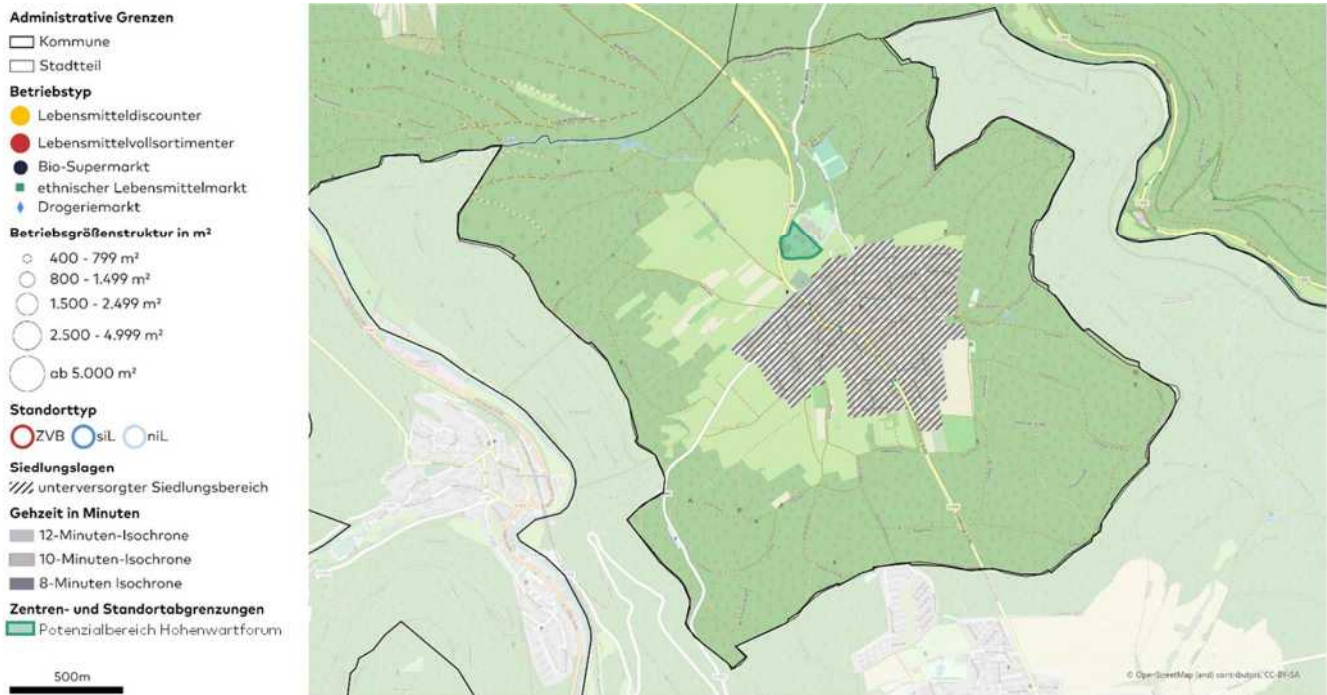 Administrative Grenzen
Kommune
Stadtteil
Betriebstyp
Lebensmitteldiscounter
Lebensmittelvollsortimenter
Bio-Supermarkt
ethnischer Lebensmittelmarkt
Drogeriemarkt
Betriebsgrößenstruktur in m²
400 - 799 m²
800 - 1.499 m²
1.500 - 2.499 m²
2.500 - 4.999 m²
ab 5.000 m²
Standorttyp
ZVB siL niL
Siedlungslagen
unterversorgter Siedlungsbereich
Gehzeit in Minuten
12-Minuten-Isochrone
10-Minuten-Isochrone
8-Minuten Isochrone
Zentren- und Standortabgrenzungen
Potenzialbereich Hohenwartforum
500m
© OpenStreetMap (and) contributors, CC-BY-SA